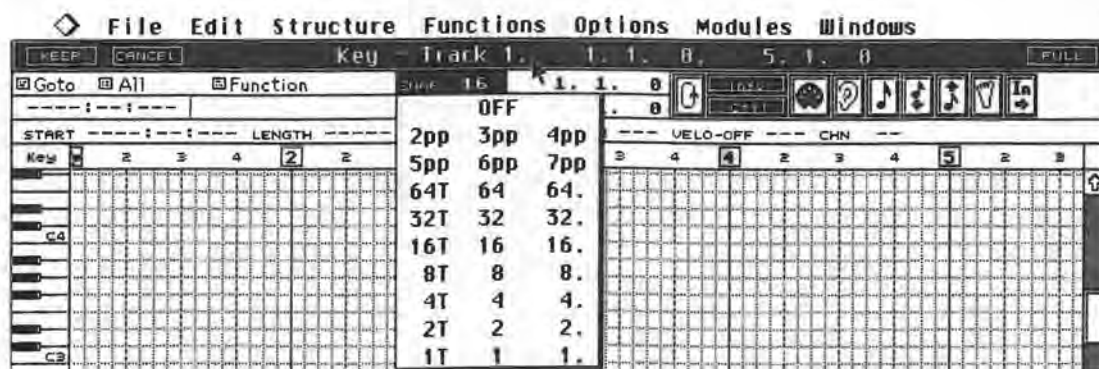 File Edit Structure Functions Options Modules Windows
KEEP CANCEL Key - Track 1. 1. 1. 0. 5. 1. 0 FULL
Goto All Function SNAP 16 1. 1. 0
----:--:--- . 0
START ----:--:--- LENGTH ----- --- VELO-OFF --- CHN --
Key 2 3 4 2 2 3 4 4 2 3 4 5 2 3
In
C4
C3
OFF
2pp 3pp 4pp
5pp 6pp 7pp
64T 64 64.
32T 32 32.
16T 16 16.
8T 8 8.
4T 4 4.
2T 2 2.
1T 1 1.